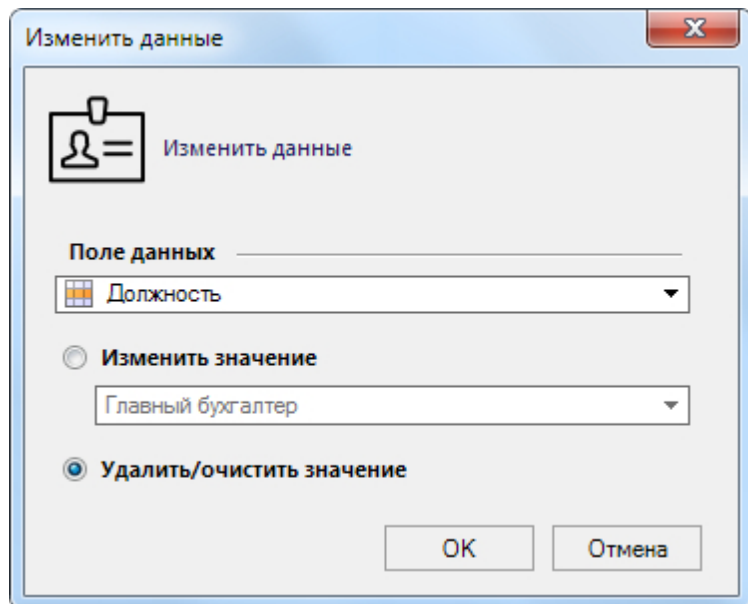 Изменить данные
Изменить данные
Поле данных
Должность
Изменить значение
Главный бухгалтер
Удалить/очистить значение
OK Отмена